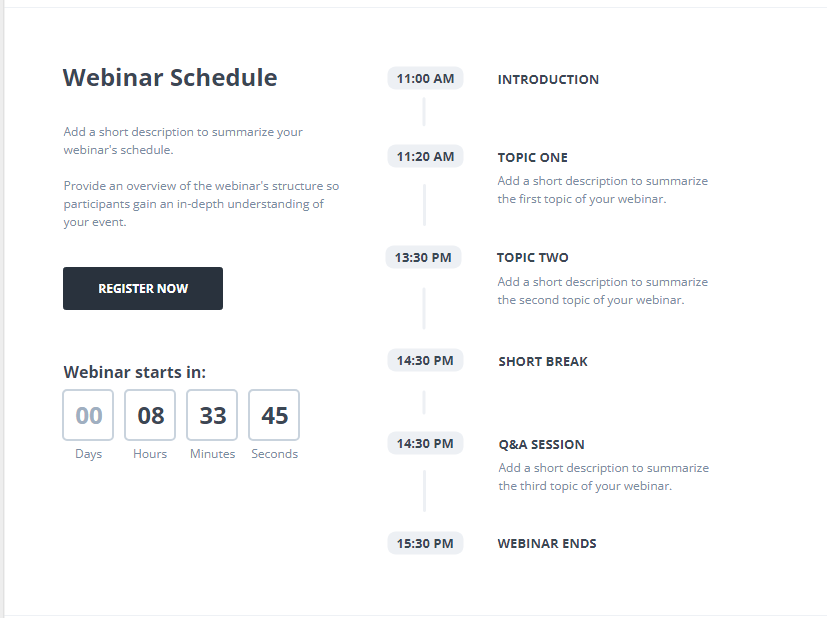 Webinar Schedule
Add a short description to summarize your
webinar's schedule.
Provide an overview of the webinar's structure so
participants gain an in-depth understanding of
your event.
REGISTER NOW
Webinar starts in:
00 08 33 45
Days Hours Minutes Seconds
11:00 AM INTRODUCTION
11:20 AM TOPIC ONE
Add a short description to summarize
the first topic of your webinar.
13:30 PM TOPIC TWO
Add a short description to summarize
the second topic of your webinar.
14:30 PM SHORT BREAK
14:30 PM Q&A SESSION
Add a short description to summarize
the third topic of your webinar.
15:30 PM WEBINAR ENDS